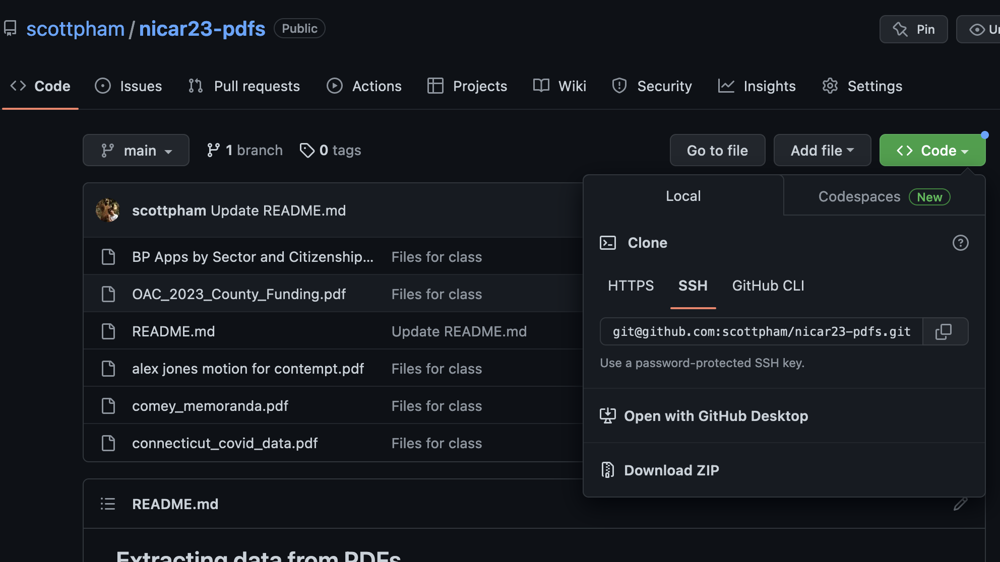 scottpham / nicar23-pdfs Public Pin
Code Issues Pull requests Actions Projects Wiki Security Insights Settings
main 1 branch 0 tags Go to file Add file Code
scottpham Update README.md
BP Apps by Sector and Citizenship... Files for class
OAC_2023_County_Funding.pdf Files for class
README.md Update README.md
alex jones motion for contempt.pdf Files for class
comey_memoranda.pdf Files for class
connecticut_covid_data.pdf Files for class
Local Codespaces New
Clone
HTTPS SSH GitHub CLI
git@github.com:scottpham/nicar23-pdfs.git
Use a password-protected SSH key.
Open with GitHub Desktop
Download ZIP
README.md
Extracting data from PDFs